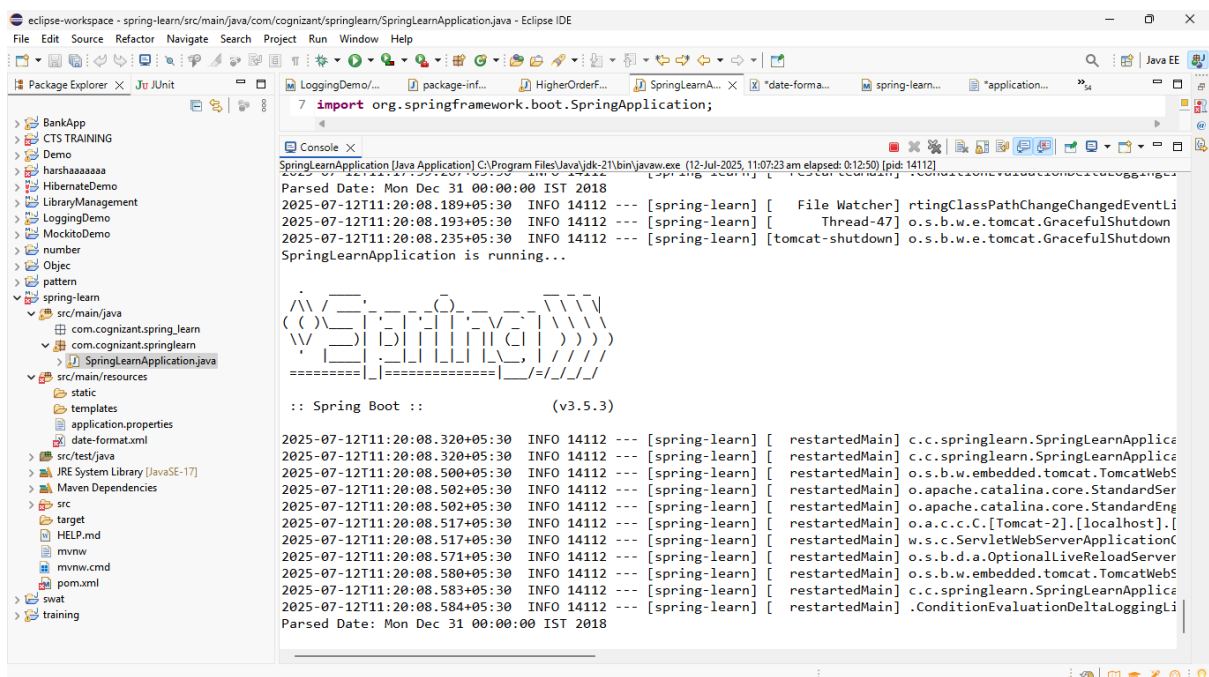 eclipse-workspace - spring-learn/src/main/java/com/cognizant/springlearn/SpringLearnApplication.java - Eclipse IDE
File Edit Source Refactor Navigate Search Project Run Window Help
Java EE
Package Explorer
JUnit
LoggingDemo/...
package-inf...
HigherOrderF...
SpringLearnA...
*date-forma...
spring-learn...
*application...
54
7 import org.springframework.boot.SpringApplication;
BankApp
CTS TRAINING
Demo
harshaaaaaaa
HibernateDemo
LibraryManagement
LoggingDemo
MockitoDemo
number
Objec
pattern
spring-learn
src/main/java
com.cognizant.spring_learn
com.cognizant.springlearn
SpringLearnApplication.java
src/main/resources
static
templates
application.properties
date-format.xml
src/test/java
JRE System Library [JavaSE-17]
Maven Dependencies
src
target
HELP.md
mvnw
mvnw.cmd
pom.xml
swat
training
Console
SpringLearnApplication [Java Application] C:\Program Files\Java\jdk-21\bin\javaw.exe (12-Jul-2025, 11:07:23 am elapsed: 0:12:50) [pid: 14112]
Parsed Date: Mon Dec 31 00:00:00 IST 2018
2025-07-12T11:20:08.189+05:30 INFO 14112 --- [spring-learn] [ File Watcher] rtingClassPathChangeChangedEventLi
2025-07-12T11:20:08.193+05:30 INFO 14112 --- [spring-learn] [ Thread-47] o.s.b.w.e.tomcat.GracefulShutdown
2025-07-12T11:20:08.235+05:30 INFO 14112 --- [spring-learn] [tomcat-shutdown] o.s.b.w.e.tomcat.GracefulShutdown
SpringLearnApplication is running...
Spring
:: Spring Boot :: (v3.5.3)
2025-07-12T11:20:08.320+05:30 INFO 14112 --- [spring-learn] [ restartedMain] c.c.springlearn.SpringLearnApplica
2025-07-12T11:20:08.320+05:30 INFO 14112 --- [spring-learn] [ restartedMain] c.c.springlearn.SpringLearnApplica
2025-07-12T11:20:08.500+05:30 INFO 14112 --- [spring-learn] [ restartedMain] o.s.b.w.embedded.tomcat.TomcatWebS
2025-07-12T11:20:08.502+05:30 INFO 14112 --- [spring-learn] [ restartedMain] o.apache.catalina.core.StandardSer
2025-07-12T11:20:08.502+05:30 INFO 14112 --- [spring-learn] [ restartedMain] o.apache.catalina.core.StandardEng
2025-07-12T11:20:08.517+05:30 INFO 14112 --- [spring-learn] [ restartedMain] o.a.c.c.C.[Tomcat-2].[localhost].[
2025-07-12T11:20:08.517+05:30 INFO 14112 --- [spring-learn] [ restartedMain] w.s.c.ServletWebServerApplicationC
2025-07-12T11:20:08.571+05:30 INFO 14112 --- [spring-learn] [ restartedMain] o.s.b.d.a.OptionalLiveReloadServer
2025-07-12T11:20:08.580+05:30 INFO 14112 --- [spring-learn] [ restartedMain] o.s.b.w.embedded.tomcat.TomcatWebS
2025-07-12T11:20:08.583+05:30 INFO 14112 --- [spring-learn] [ restartedMain] c.c.springlearn.SpringLearnApplica
2025-07-12T11:20:08.584+05:30 INFO 14112 --- [spring-learn] [ restartedMain] .ConditionEvaluationDeltaLoggingLi
Parsed Date: Mon Dec 31 00:00:00 IST 2018